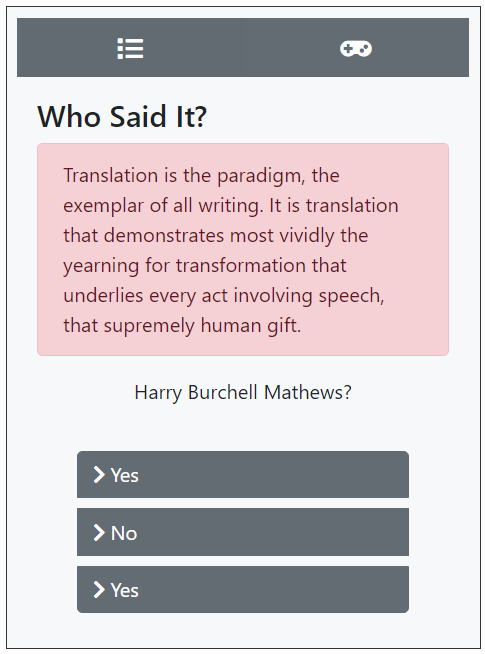 Who Said It?
Translation is the paradigm, the
exemplar of all writing. It is translation
that demonstrates most vividly the
yearning for transformation that
underlies every act involving speech,
that supremely human gift.
Harry Burchell Mathews?
Yes
No
Yes